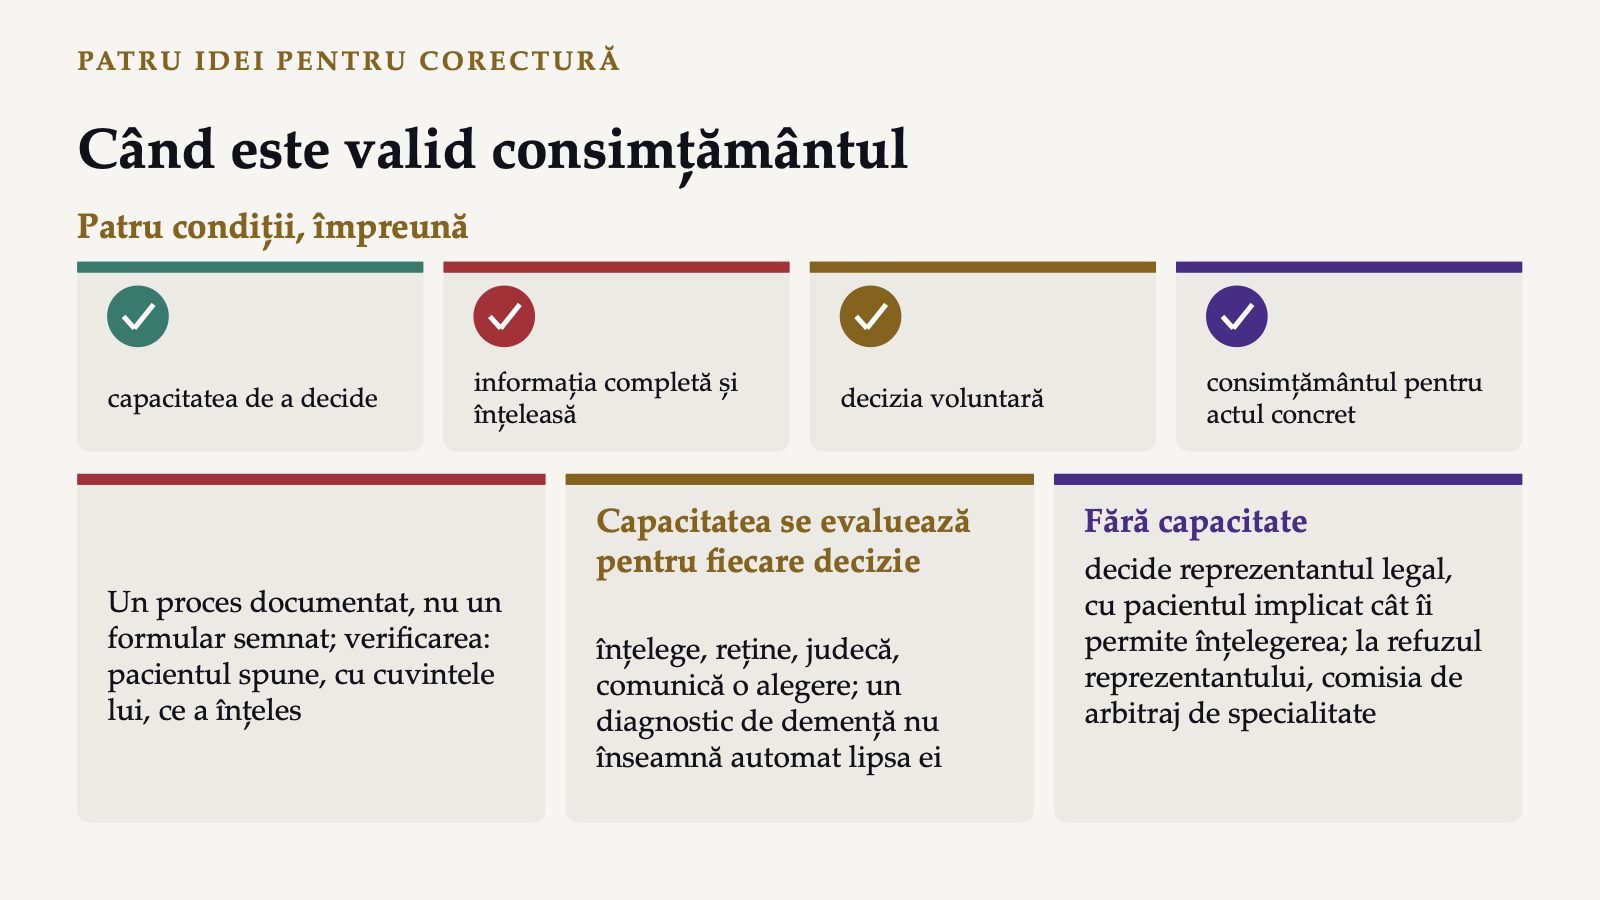 PATRU IDEI PENTRU CORECTURĂ
Când este valid consimțământul
Patru condiții, împreună
capacitatea de a decide
informația completă și
înțeleasă
decizia voluntară
consimțământul pentru
actul concret
Un proces documentat, nu un
formular semnat; verificarea:
pacientul spune, cu cuvintele
lui, ce a înțeles
Capacitatea se evaluează
pentru fiecare decizie
înțelege, reține, judecă,
comunică o alegere; un
diagnostic de demență nu
înseamnă automat lipsa ei
Fără capacitate
decide reprezentantul legal,
cu pacientul implicat cât îi
permite înțelegerea; la refuzul
reprezentantului, comisia de
arbitraj de specialitate